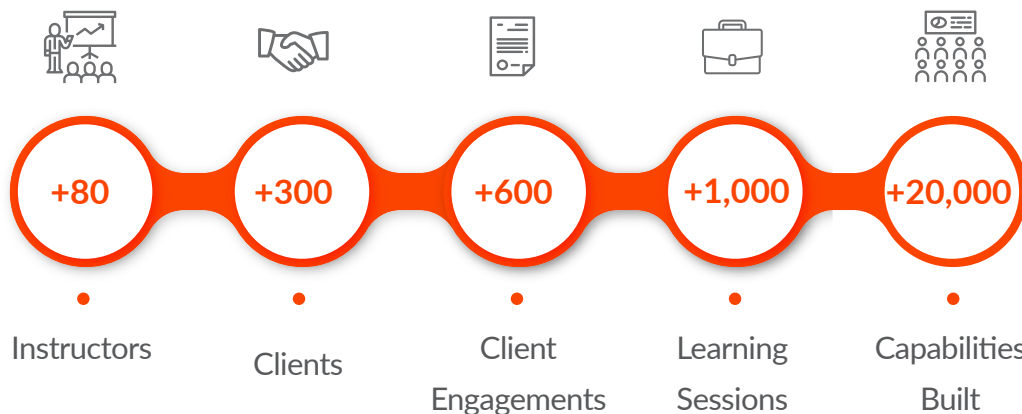 +80
+300
+600
+1,000
+20,000
Instructors
Clients
Client
Engagements
Learning
Sessions
Capabilities
Built